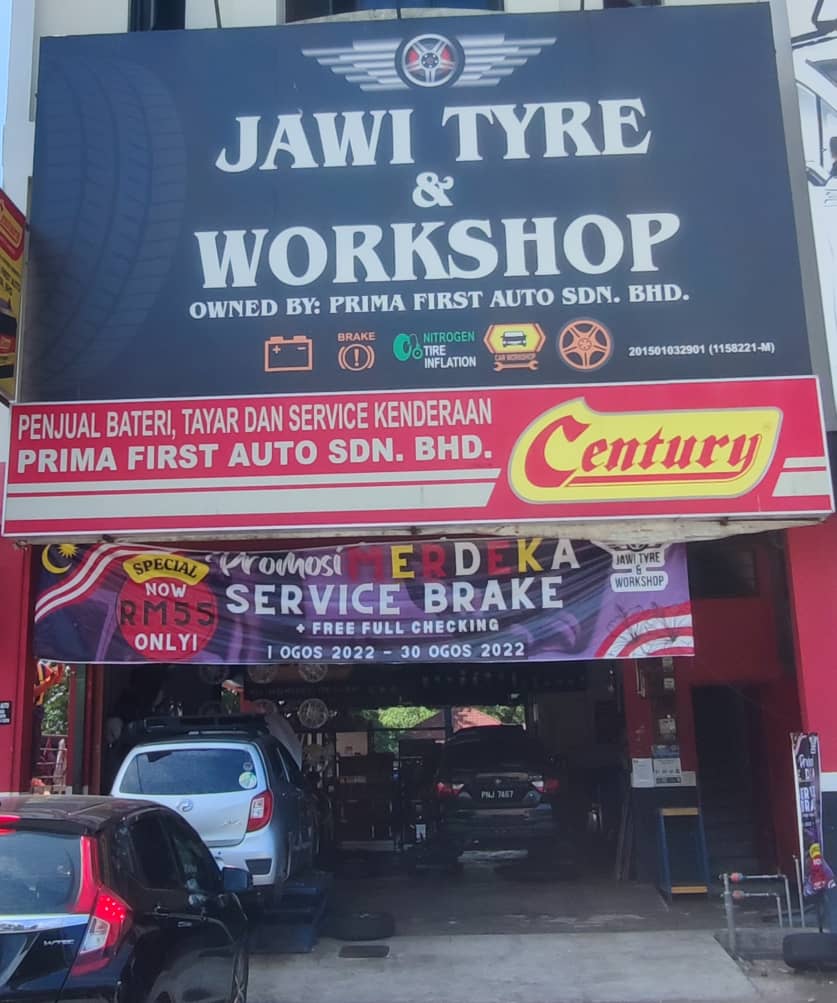 JAWI TYRE
&
WORKSHOP
OWNED BY: PRIMA FIRST AUTO SDN. BHD.
BRAKE
NITROGEN
TIRE
INFLATION
CAR WORKSHOP
201501032901 (1158221-M)
PENJUAL BATERI, TAYAR DAN SERVICE KENDERAAN
PRIMA FIRST AUTO SDN. BHD.
Century
SPECIAL
NOW
RM55
ONLY!
Promosi MERDEKA
SERVICE BRAKE
+ FREE FULL CHECKING
1 OGOS 2022 - 30 OGOS 2022
JAWI TYRE
&
WORKSHOP
PNJ 7457